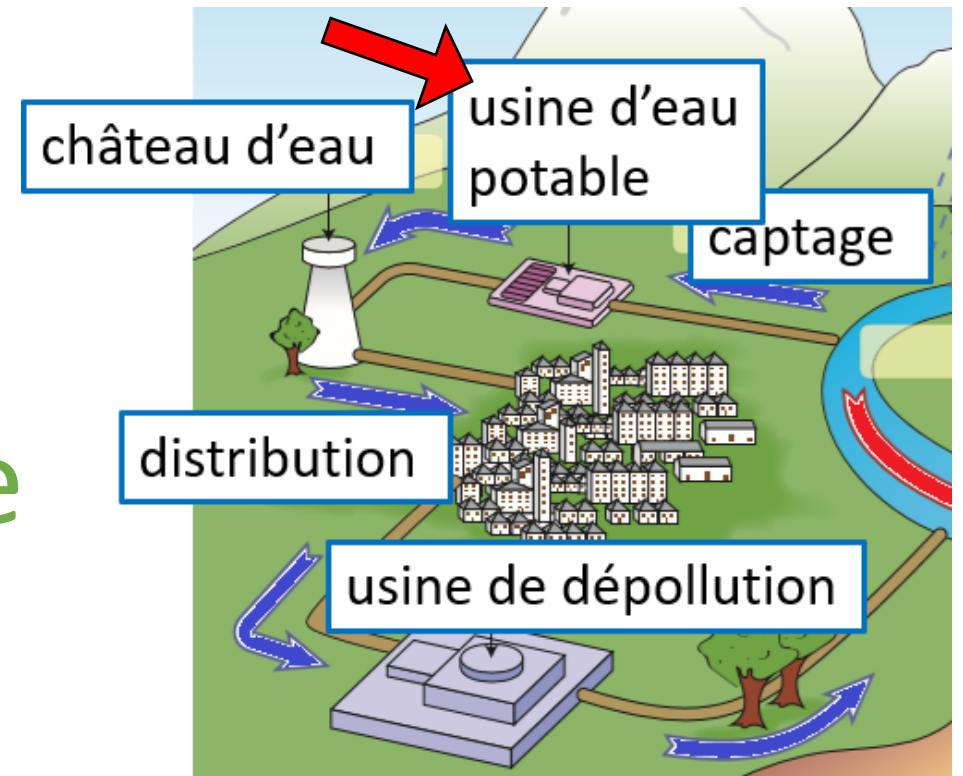 usine d’eau
potable
château d’eau
captage
distribution
e
usine de dépollution